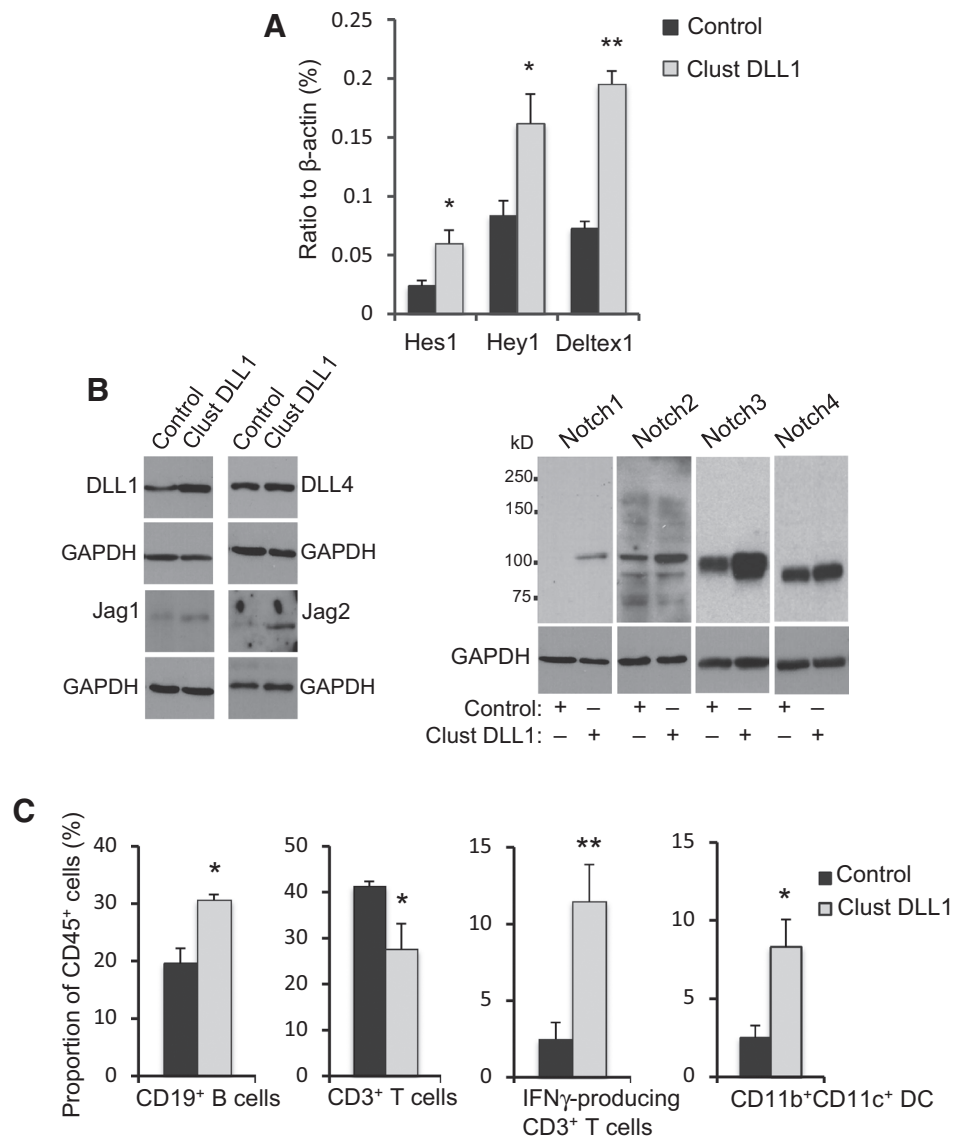 A
Ratio to β-actin (%)
0.25
0.2
0.15
0.1
0.05
0
*
*
**
Hes1 Hey1 Deltex1
Control
Clust DLL1
B
Control Clust DLL1 Control Clust DLL1
DLL1 DLL4
GAPDH GAPDH
Jag1 Jag2
GAPDH GAPDH
kD Notch1 Notch2 Notch3 Notch4
250
150
100
75
GAPDH
Control: + – + – + – + –
Clust DLL1: – + – + – + – +
C
Proportion of CD45⁺ cells (%)
40
30
20
10
0
*
CD19⁺ B cells
50
40
30
20
10
0
*
CD3⁺ T cells
15
10
5
0
**
IFNγ-producing
CD3⁺ T cells
15
10
5
0
*
CD11b⁺CD11c⁺ DC
Control
Clust DLL1